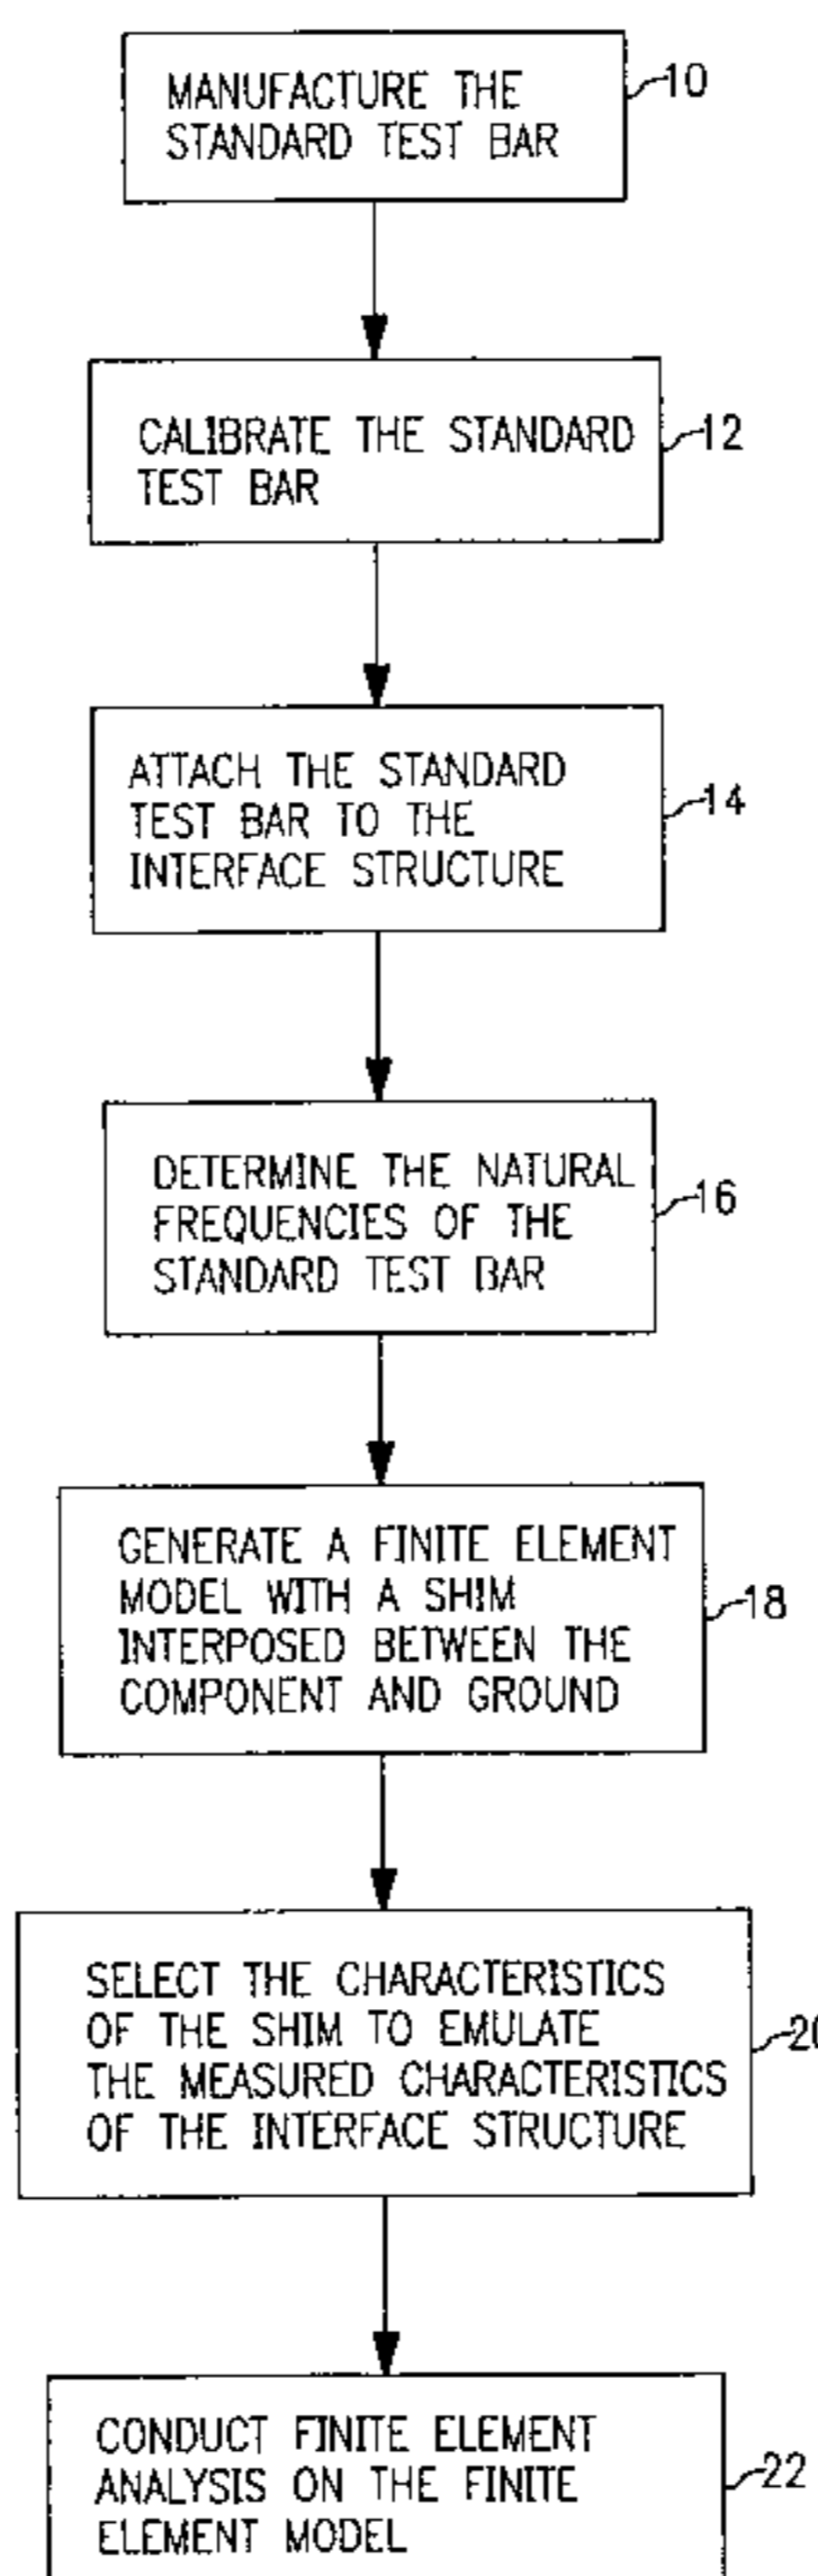 MANUFACTURE THE
STANDARD TEST BAR
10
CALIBRATE THE STANDARD
TEST BAR
12
ATTACH THE STANDARD
TEST BAR TO THE
INTERFACE STRUCTURE
14
DETERMINE THE NATURAL
FREQUENCIES OF THE
STANDARD TEST BAR
16
GENERATE A FINITE ELEMENT
MODEL WITH A SHIM
INTERPOSED BETWEEN THE
COMPONENT AND GROUND
18
SELECT THE CHARACTERISTICS
OF THE SHIM TO EMULATE
THE MEASURED CHARACTERISTICS
OF THE INTERFACE STRUCTURE
20
CONDUCT FINITE ELEMENT
ANALYSIS ON THE FINITE
ELEMENT MODEL
22